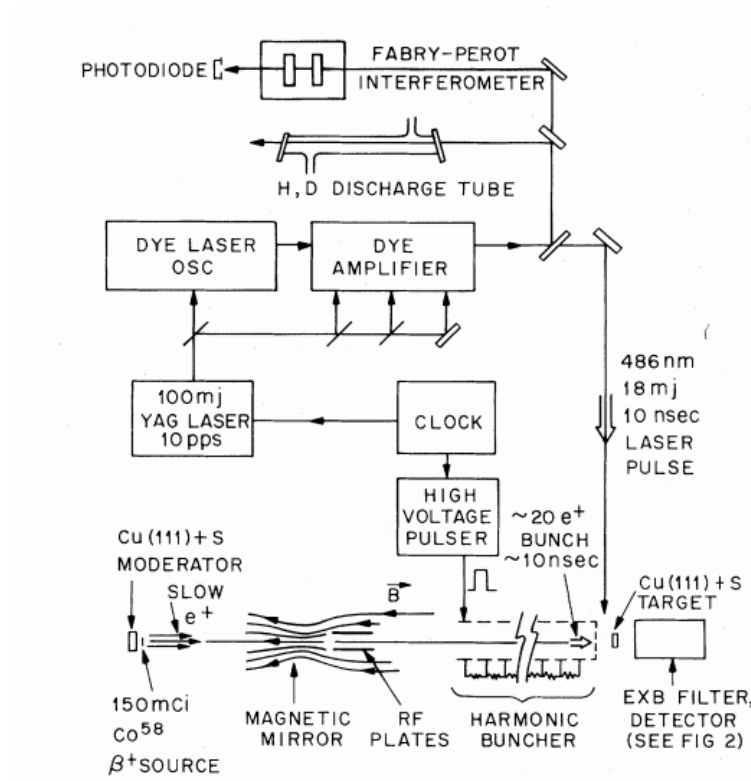 FABRY-PEROT
INTERFEROMETER
PHOTODIODE
H, D DISCHARGE TUBE
DYE LASER
OSC
DYE
AMPLIFIER
486nm
18 mj
10 nsec
LASER
PULSE
100mj
YAG LASER
10pps
CLOCK
HIGH
VOLTAGE
PULSER
~20 e+
BUNCH
~10nsec
Cu(111)+S
MODERATOR
SLOW
e+
B
Cu(111)+S
TARGET
150mCi
Co58
β+SOURCE
MAGNETIC
MIRROR
RF
PLATES
HARMONIC
BUNCHER
EXB FILTER,
DETECTOR
(SEE FIG 2)